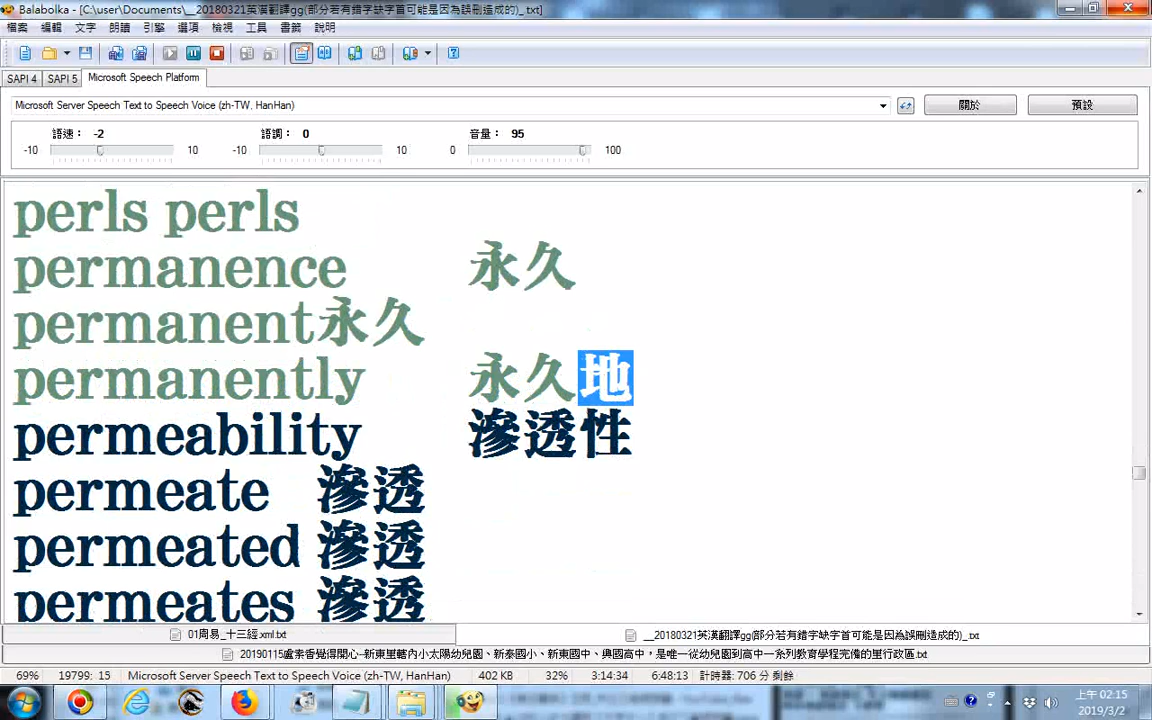 Balabolka - [C:\user\Documents\__20180321英漢翻譯gg(部分若有錯字缺字首可能是因為誤刪造成的)_.txt]
檔案 編輯 文字 朗讀 引擎 選項 檢視 工具 書籤 說明
SAPI 4 SAPI 5 Microsoft Speech Platform
Microsoft Server Speech Text to Speech Voice (zh-TW, HanHan) 關於 預設
語速： -2 語調： 0 音量： 95
-10 10 -10 10 0 100
perls perls
permanence 永久
permanent永久
permanently 永久地
permeability 滲透性
permeate 滲透
permeated 滲透
permeates 滲透
01周易_十三經.xml.txt __20180321英漢翻譯gg(部分若有錯字缺字首可能是因為誤刪造成的)_.txt
20190115盧素香覺得開心--新東里轄內小太陽幼兒園、新泰國小、新東國中、興國高中，是唯一從幼兒園到高中一系列教育學程完備的里行政區.txt
69% 19799: 15 Microsoft Server Speech Text to Speech Voice (zh-TW, HanHan) 402 KB 32% 3:14:34 6:48:13 計時器: 706 分 剩餘
上午 02:15
2019/3/2